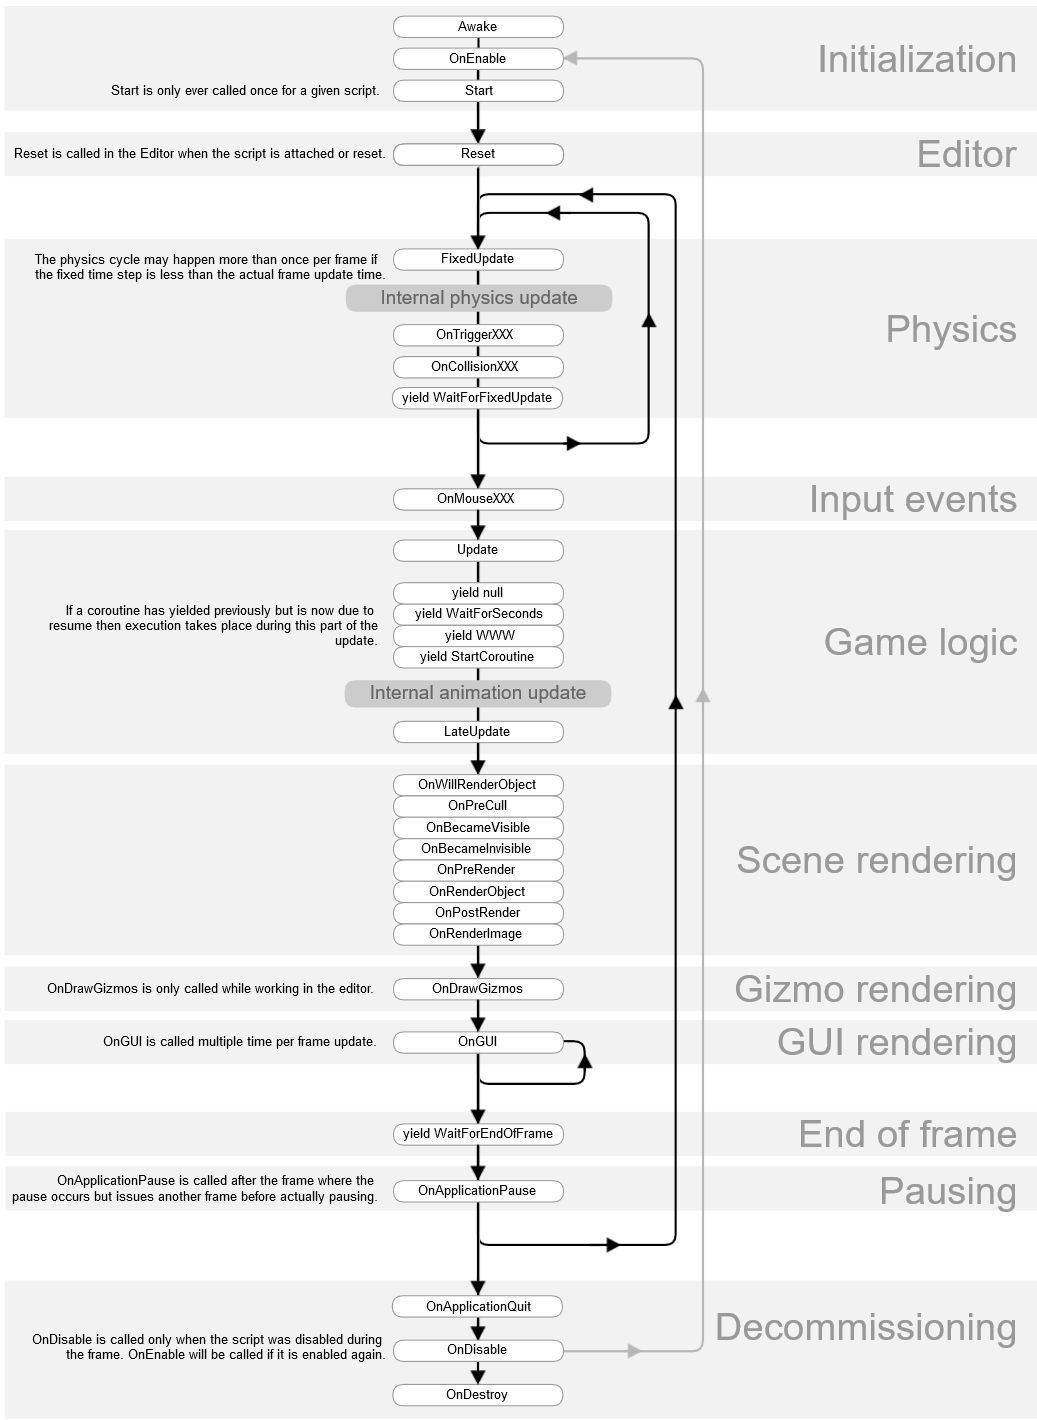 Awake
OnEnable
Initialization
Start is only ever called once for a given script.
Start
Reset is called in the Editor when the script is attached or reset.
Reset
Editor
The physics cycle may happen more than once per frame if
the fixed time step is less than the actual frame update time.
FixedUpdate
Internal physics update
OnTriggerXXX
Physics
OnCollisionXXX
yield WaitForFixedUpdate
OnMouseXXX
Input events
Update
yield null
If a coroutine has yielded previously but is now due to
resume then execution takes place during this part of the
update.
yield WaitForSeconds
yield WWW
yield StartCoroutine
Game logic
Internal animation update
LateUpdate
OnWillRenderObject
OnPreCull
OnBecameVisible
OnBecameInvisible
OnPreRender
OnRenderObject
OnPostRender
OnRenderImage
Scene rendering
OnDrawGizmos is only called while working in the editor.
OnDrawGizmos
Gizmo rendering
OnGUI is called multiple time per frame update.
OnGUI
GUI rendering
yield WaitForEndOfFrame
End of frame
OnApplicationPause is called after the frame where the
pause occurs but issues another frame before actually pausing.
OnApplicationPause
Pausing
OnApplicationQuit
Decommissioning
OnDisable is called only when the script was disabled during
the frame. OnEnable will be called if it is enabled again.
OnDisable
OnDestroy